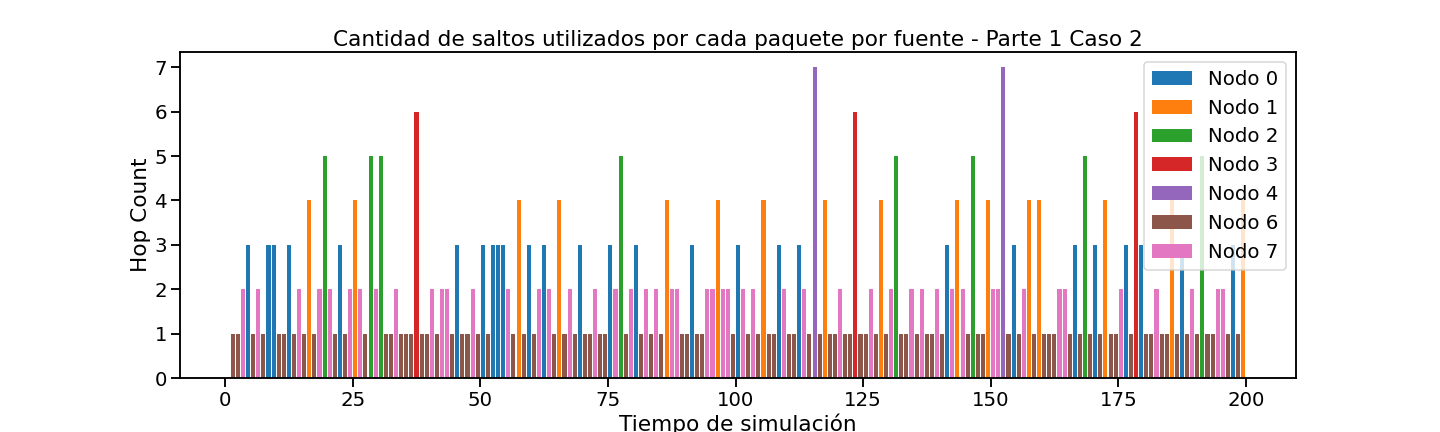 Cantidad de saltos utilizados por cada paquete por fuente - Parte 1 Caso 2
Hop Count
7
6
5
4
3
2
1
0
Nodo 0
Nodo 1
Nodo 2
Nodo 3
Nodo 4
Nodo 6
Nodo 7
0 25 50 75 100 125 150 175 200
Tiempo de simulación